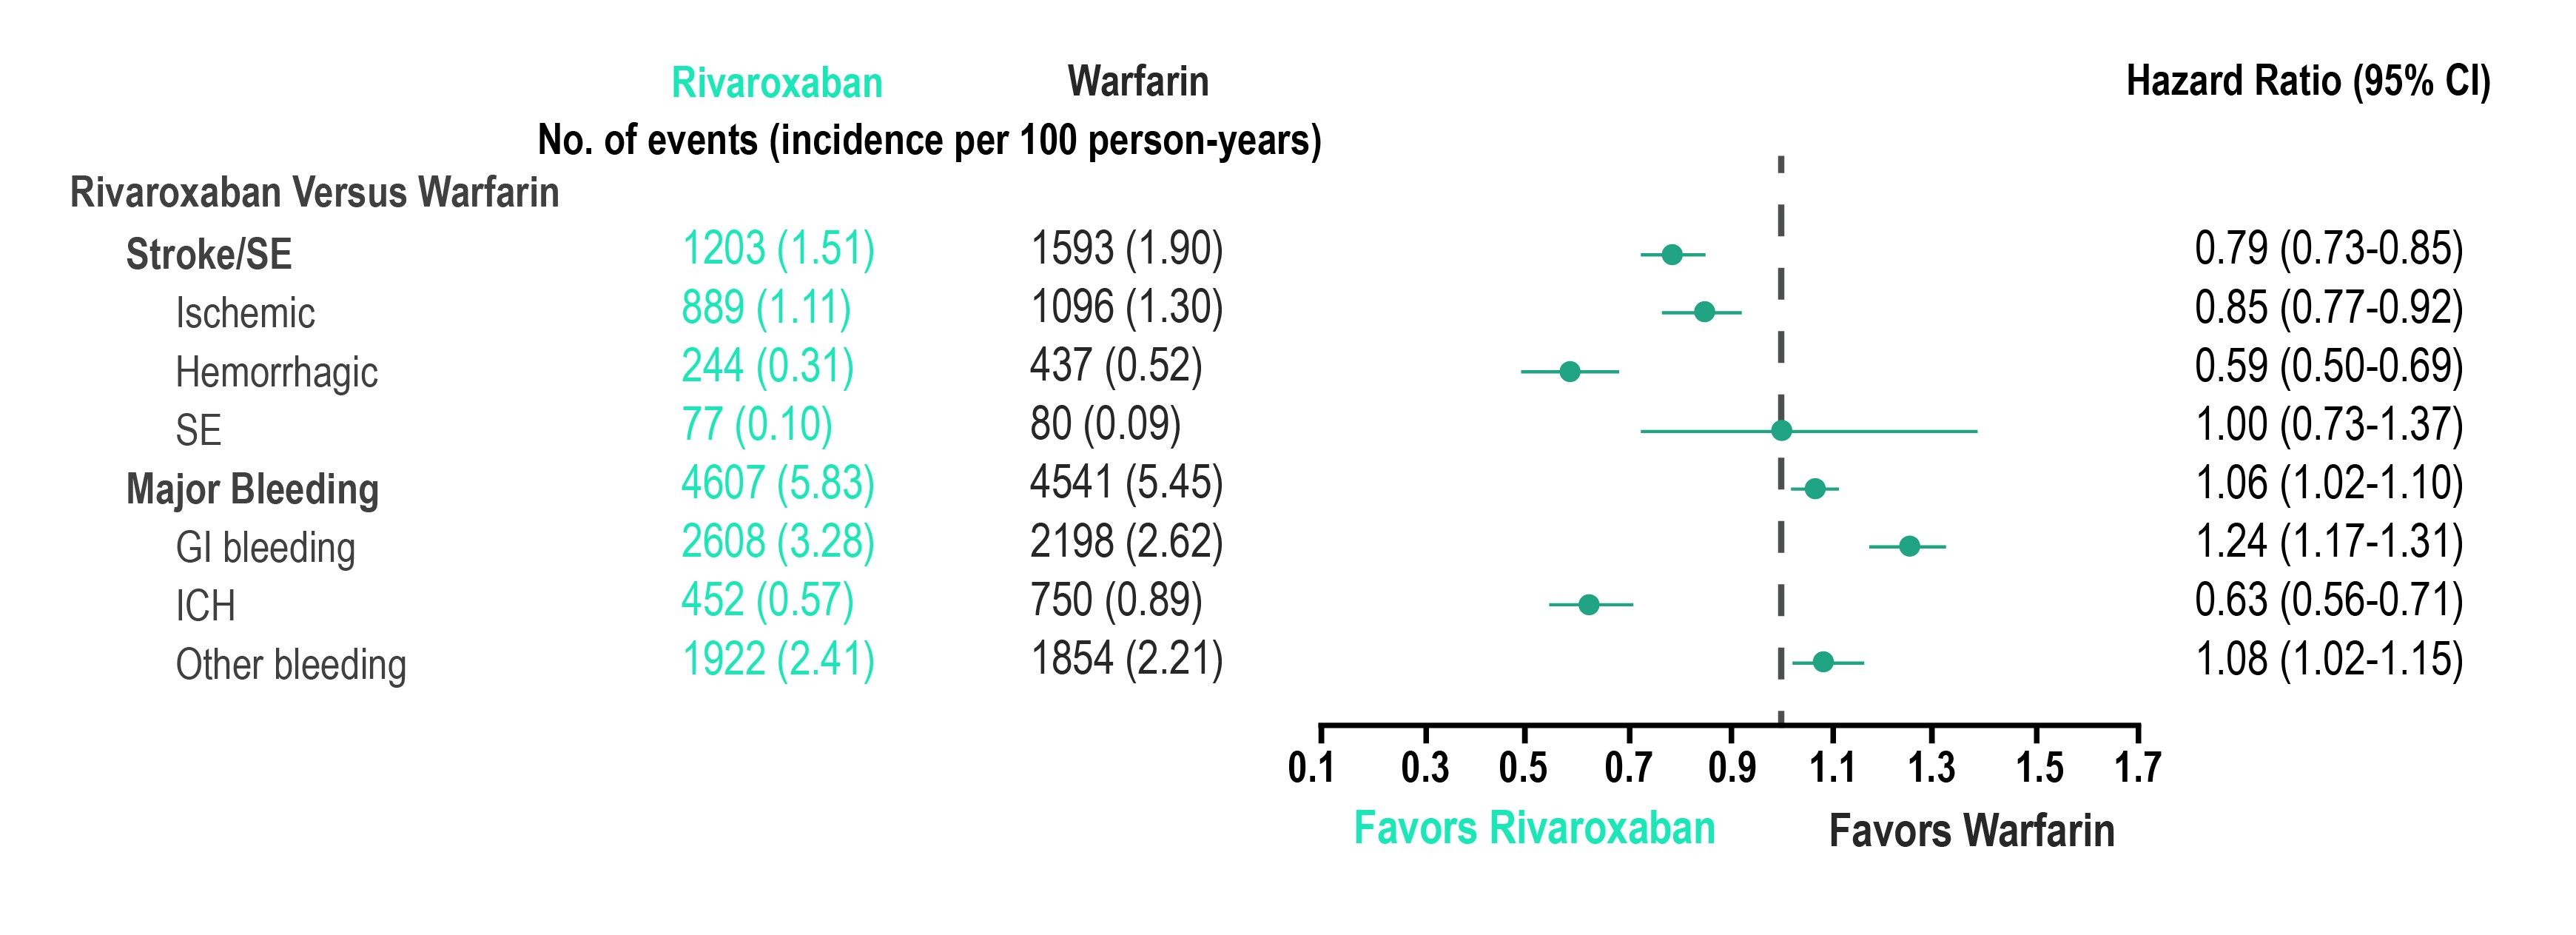 Rivaroxaban Warfarin Hazard Ratio (95% CI)
No. of events (incidence per 100 person-years)
Rivaroxaban Versus Warfarin
Stroke/SE 1203 (1.51) 1593 (1.90) 0.79 (0.73-0.85)
Ischemic 889 (1.11) 1096 (1.30) 0.85 (0.77-0.92)
Hemorrhagic 244 (0.31) 437 (0.52) 0.59 (0.50-0.69)
SE 77 (0.10) 80 (0.09) 1.00 (0.73-1.37)
Major Bleeding 4607 (5.83) 4541 (5.45) 1.06 (1.02-1.10)
GI bleeding 2608 (3.28) 2198 (2.62) 1.24 (1.17-1.31)
ICH 452 (0.57) 750 (0.89) 0.63 (0.56-0.71)
Other bleeding 1922 (2.41) 1854 (2.21) 1.08 (1.02-1.15)
0.1 0.3 0.5 0.7 0.9 1.1 1.3 1.5 1.7
Favors Rivaroxaban Favors Warfarin